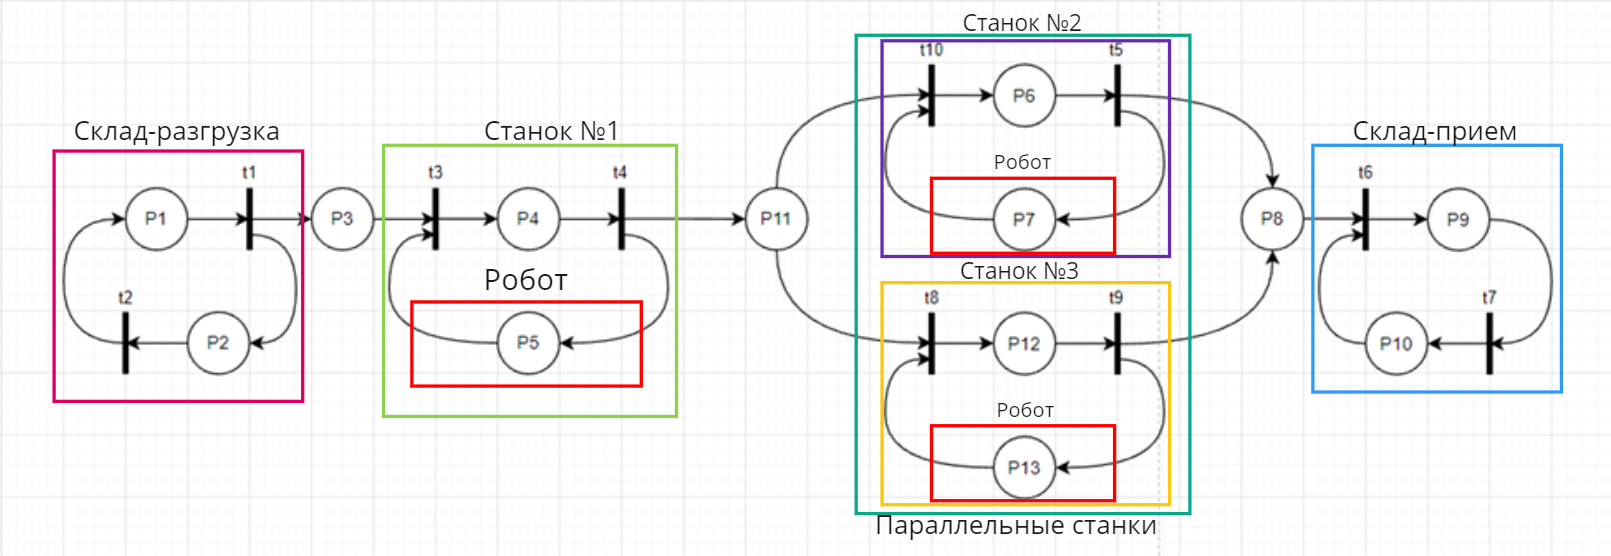 Станок №2
t10
t5
P6
Робот
P7
Склад-разгрузка
t1
P1
t2
P2
P3
Станок №1
t3
t4
P4
Робот
P5
P11
Станок №3
t8
t9
P12
Робот
P13
Параллельные станки
P8
Склад-прием
t6
P9
t7
P10